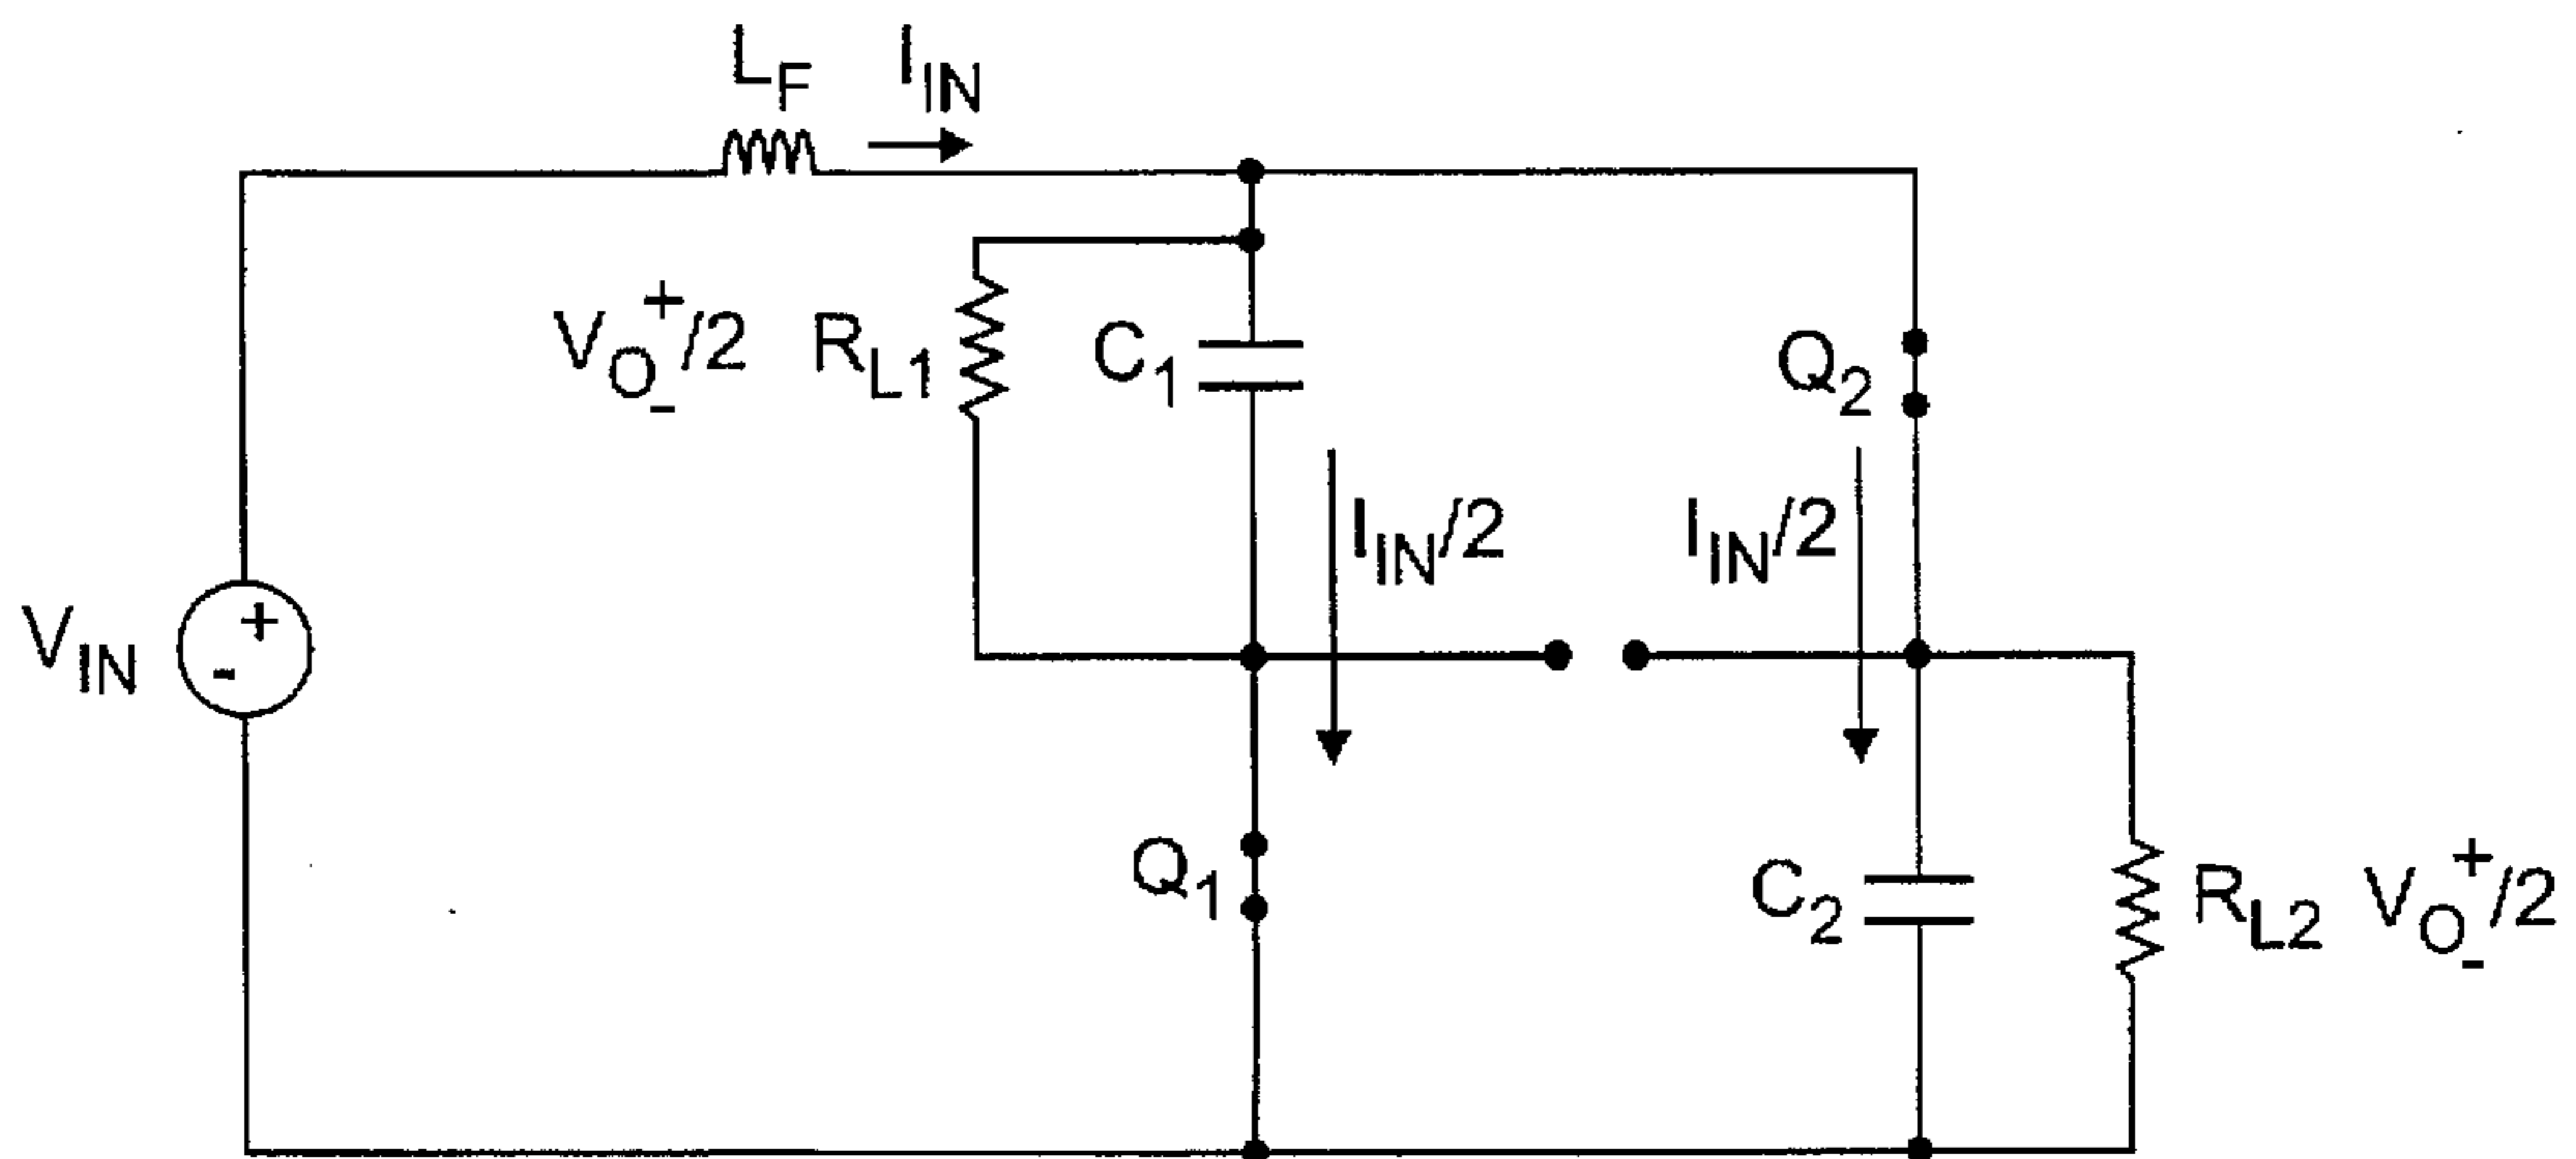 L_F I_IN
V_O/2 + - R_L1 C_1 Q_2
I_IN/2 I_IN/2
V_IN + -
Q_1 C_2 R_L2 V_O/2 + -